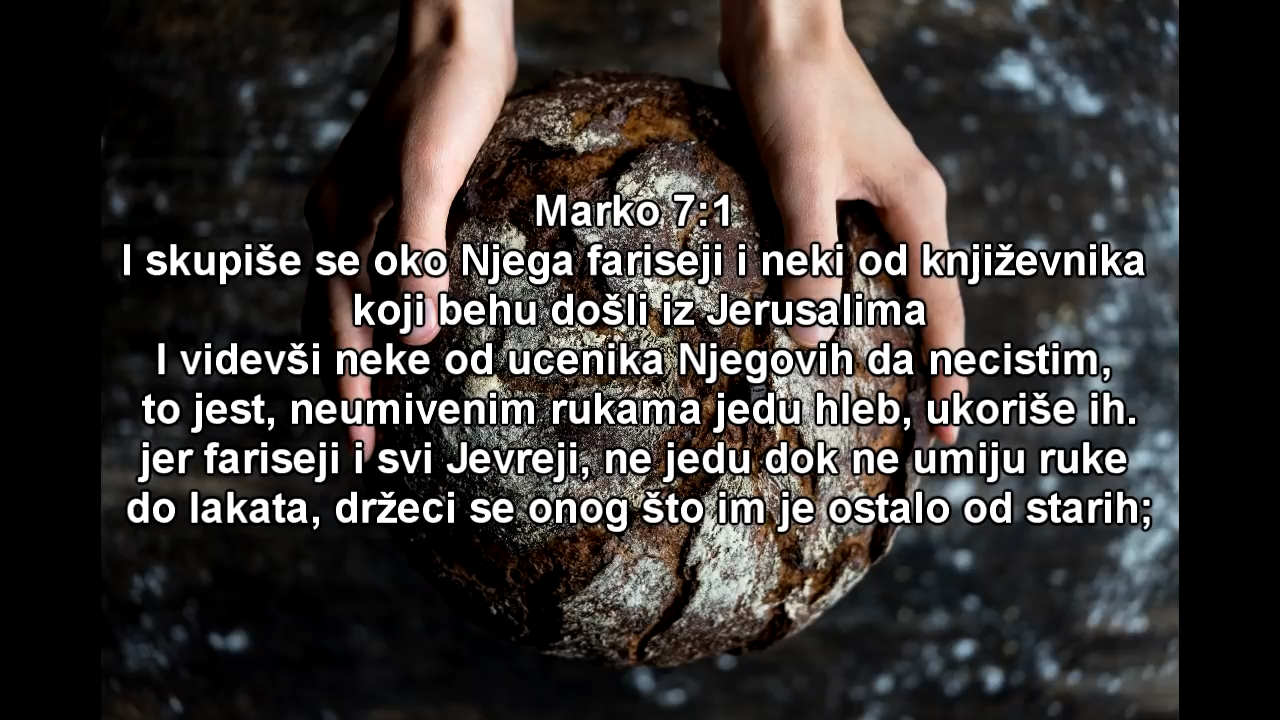 Marko 7:1
I skupiše se oko Njega fariseji i neki od književnika
koji behu došli iz Jerusalima
I videvši neke od ucenika Njegovih da necistim,
to jest, neumivenim rukama jedu hleb, ukoriše ih.
jer fariseji i svi Jevreji, ne jedu dok ne umiju ruke
do lakata, držeci se onog što im je ostalo od starih;